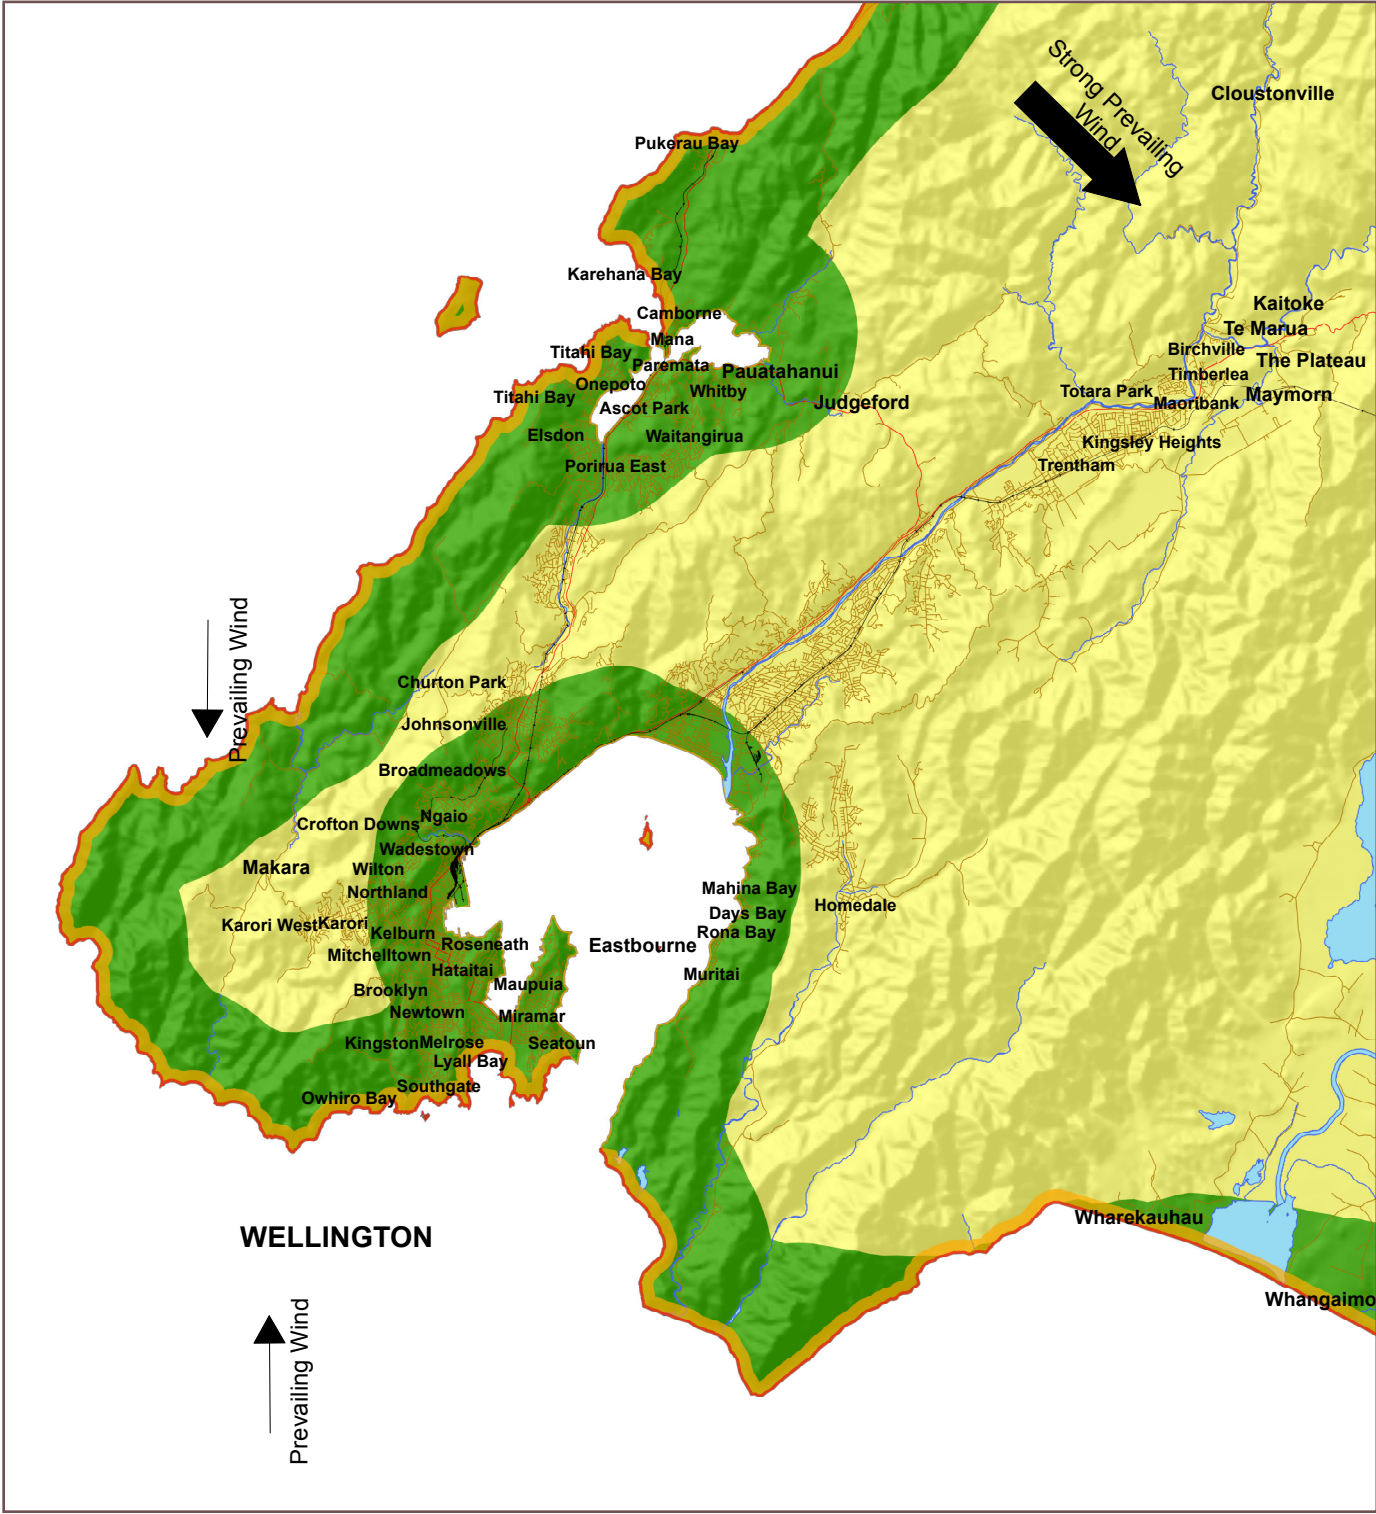 Strong Prevailing
Wind
Cloustonville
Pukerau Bay
Karehana Bay
Kaitoke
Camborne
Te Marua
Mana
Birchville
Titahi Bay
The Plateau
Paremata
Pauatahanui
Timberlea
Onepoto
Whitby
Totara Park
Maymorn
Titahi Bay
Judgeford
Maoribank
Ascot Park
Elsdon
Waitangirua
Kingsley Heights
Porirua East
Trentham
Prevailing Wind
Churton Park
Johnsonville
Broadmeadows
Ngaio
Crofton Downs
Wadestown
Makara
Wilton
Northland
Mahina Bay
Homedale
Days Bay
Karori West
Karori
Kelburn
Rona Bay
Roseneath
Eastbourne
Mitchelltown
Hataitai
Muritai
Maupuia
Brooklyn
Newtown
Miramar
Kingston
Melrose
Seatoun
Lyall Bay
Southgate
Owhiro Bay
Wharekauhau
WELLINGTON
Whangaimo
Prevailing Wind